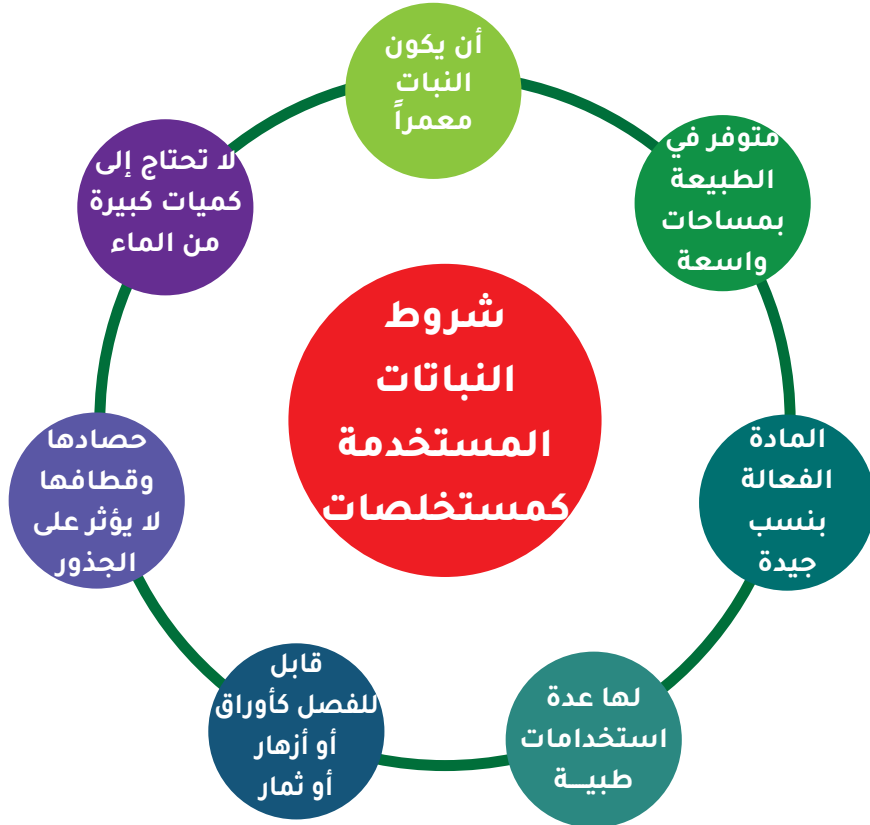 أن يكون
النبات
معمراً
متوفر في
الطبيعة
بمساحات
واسعة
المادة
الفعالة
بنسب
جيدة
لها عدة
استخدامات
طبيـــة
قابل
للفصل كأوراق
أو أزهار
أو ثمار
حصادها
وقطافها
لا يؤثر على
الجذور
لا تحتاج إلى
كميات كبيرة
من الماء
شروط
النباتات
المستخدمة
كمستخلصات